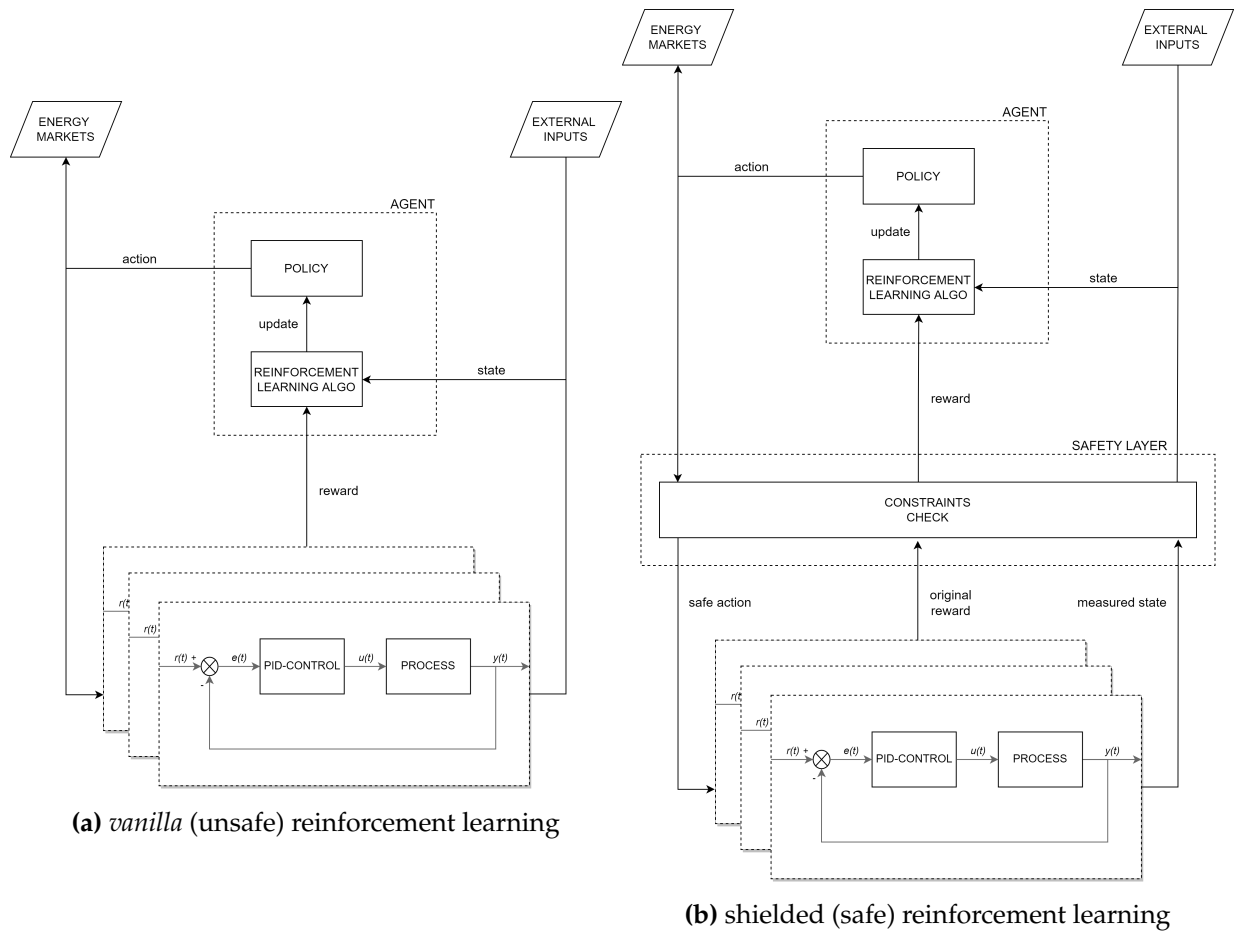 ENERGY
MARKETS
EXTERNAL
INPUTS
AGENT
action
POLICY
update
REINFORCEMENT
LEARNING ALGO
state
reward
r(t)
r(t)
r(t) +
-
e(t)
PID-CONTROL
u(t)
PROCESS
y(t)
(a) vanilla (unsafe) reinforcement learning
ENERGY
MARKETS
EXTERNAL
INPUTS
AGENT
action
POLICY
update
REINFORCEMENT
LEARNING ALGO
state
reward
SAFETY LAYER
CONSTRAINTS
CHECK
safe action
original
reward
measured state
r(t)
r(t)
r(t) +
-
e(t)
PID-CONTROL
u(t)
PROCESS
y(t)
(b) shielded (safe) reinforcement learning